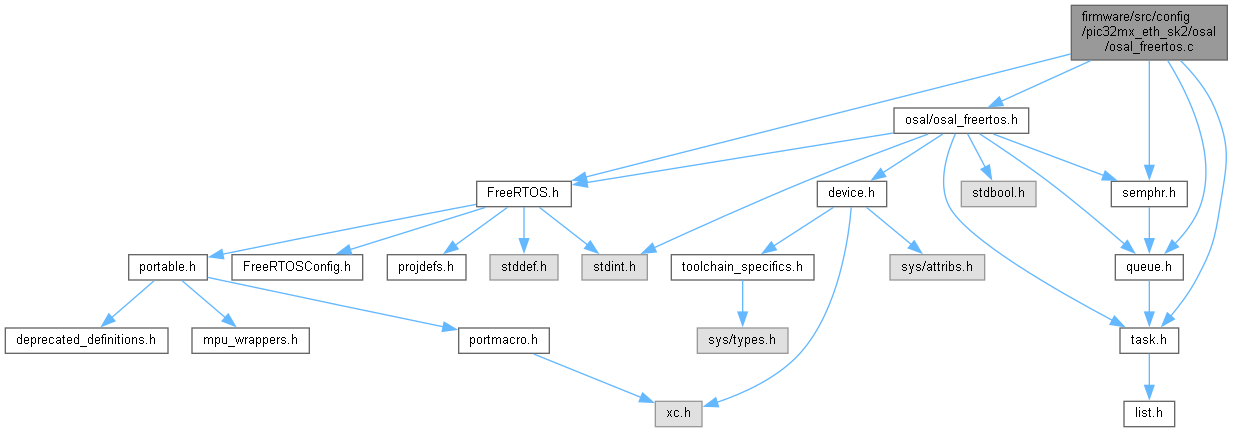 firmware/src/config
/pic32mx_eth_sk2/osal
/osal_freertos.c
osal/osal_freertos.h
FreeRTOS.h
device.h
stdbool.h
semphr.h
portable.h
FreeRTOSConfig.h
projdefs.h
stddef.h
stdint.h
toolchain_specifics.h
sys/attribs.h
queue.h
deprecated_definitions.h
mpu_wrappers.h
portmacro.h
sys/types.h
task.h
xc.h
list.h